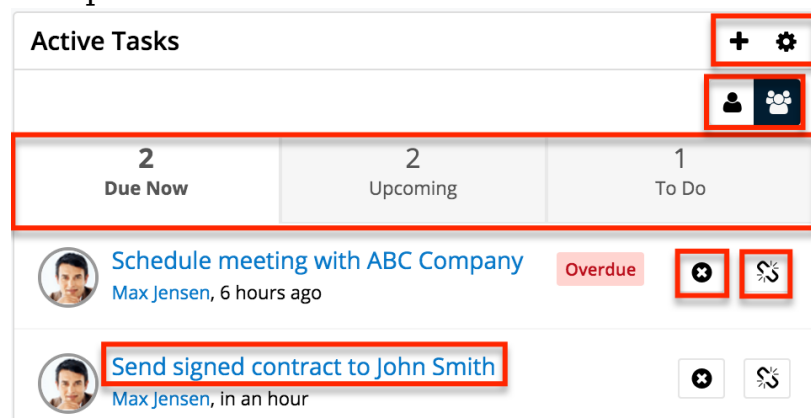 Active Tasks
2 2 1
Due Now Upcoming To Do
Schedule meeting with ABC Company Overdue
Max Jensen, 6 hours ago
Send signed contract to John Smith
Max Jensen, in an hour